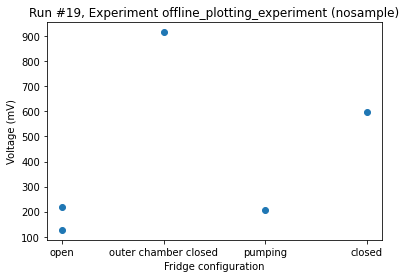 Run #19, Experiment offline_plotting_experiment (nosample)
900
800
700
600
500
400
300
200
100
Voltage (mV)
open outer chamber closed pumping closed
Fridge configuration